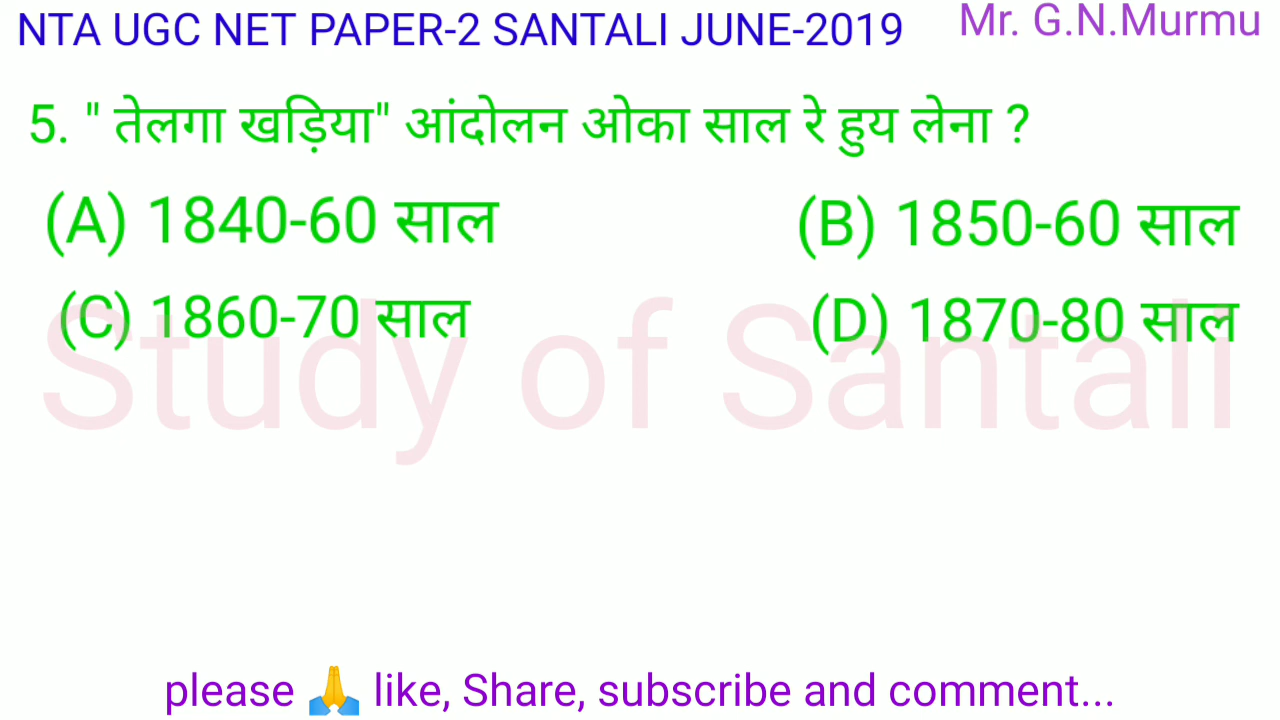 NTA UGC NET PAPER-2 SANTALI JUNE-2019 Mr. G.N.Murmu
5. " तेलगा खड़िया" आंदोलन ओका साल रे हुय लेना ?
(A) 1840-60 साल (B) 1850-60 साल
(C) 1860-70 साल (D) 1870-80 साल
Study of Santali
please 🙏 like, Share, subscribe and comment...